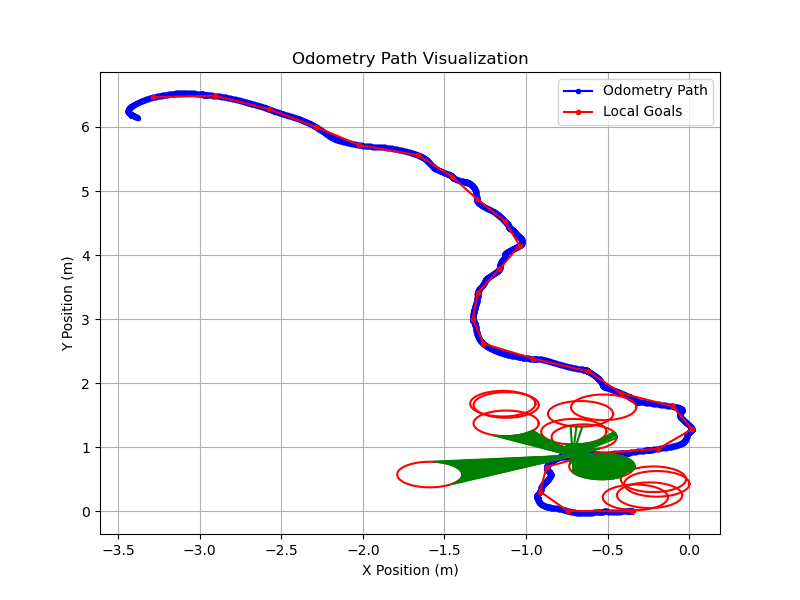 Odometry Path Visualization
Odometry Path
Local Goals
Y Position (m)
6
5
4
3
2
1
0
−3.5 −3.0 −2.5 −2.0 −1.5 −1.0 −0.5 0.0
X Position (m)